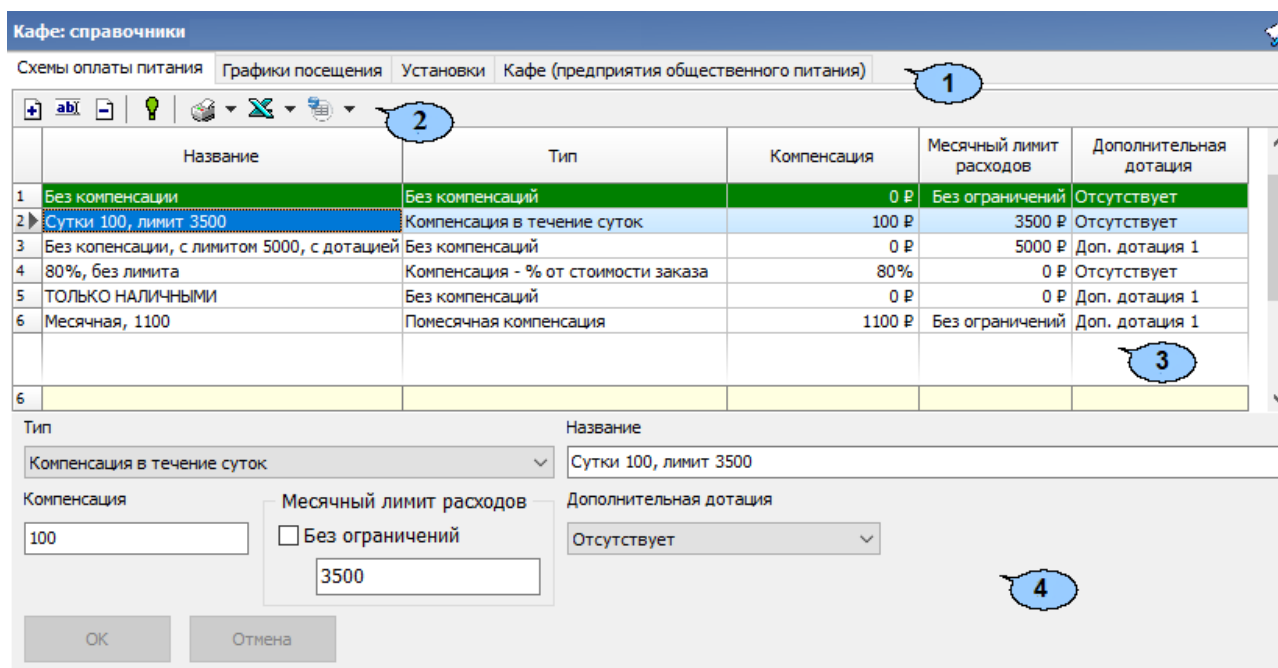 Кафе: справочники
Схемы оплаты питания Графики посещения Установки Кафе (предприятия общественного питания)
1
abI
2
Название Тип Компенсация Месячный лимит расходов Дополнительная дотация
1 Без компенсации Без компенсаций 0 ₽ Без ограничений Отсутствует
2 Сутки 100, лимит 3500 Компенсация в течение суток 100 ₽ 3500 ₽ Отсутствует
3 Без копенсации, с лимитом 5000, с дотацией Без компенсаций 0 ₽ 5000 ₽ Доп. дотация 1
4 80%, без лимита Компенсация - % от стоимости заказа 80% 0 ₽ Отсутствует
5 ТОЛЬКО НАЛИЧНЫМИ Без компенсаций 0 ₽ 0 ₽ Доп. дотация 1
6 Месячная, 1100 Помесячная компенсация 1100 ₽ Без ограничений Доп. дотация 1
3
6
Тип Название
Компенсация в течение суток Сутки 100, лимит 3500
Компенсация Месячный лимит расходов Дополнительная дотация
100 Без ограничений Отсутствует
3500
4
ОК Отмена